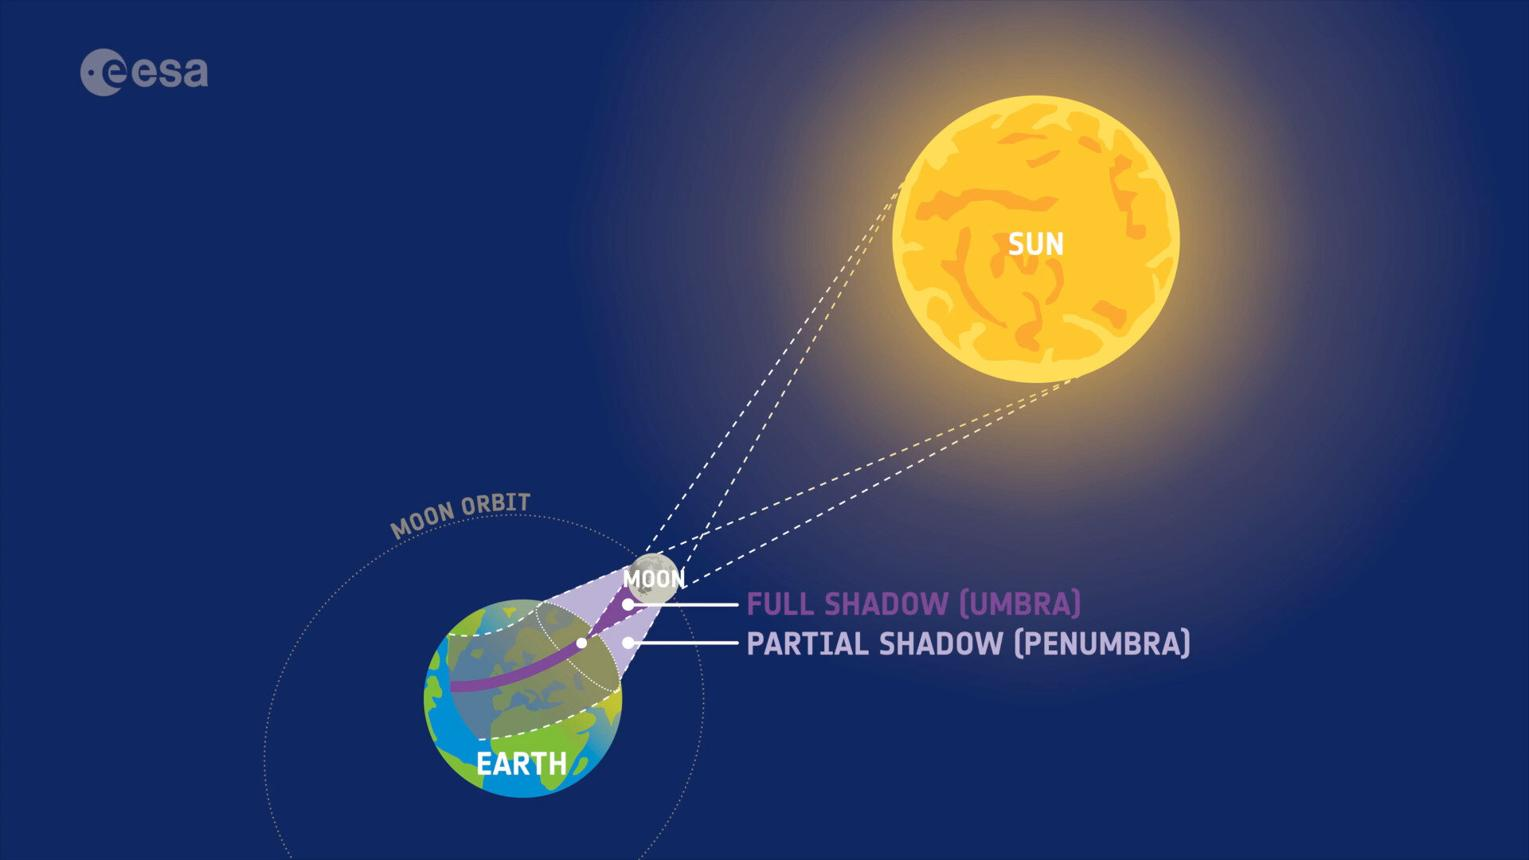 esa
SUN
MOON ORBIT
MOON
FULL SHADOW (UMBRA)
PARTIAL SHADOW (PENUMBRA)
EARTH